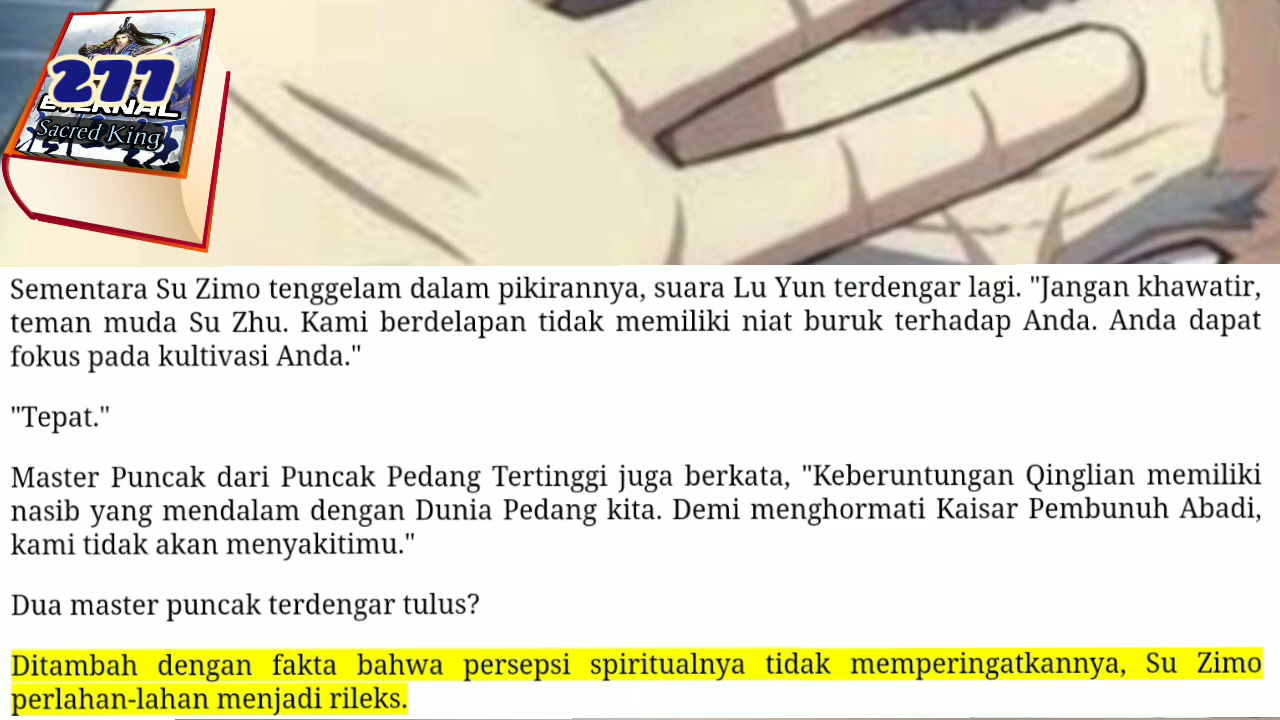 277
ETERNAL
Sacred King
Sementara Su Zimo tenggelam dalam pikirannya, suara Lu Yun terdengar lagi. "Jangan khawatir,
teman muda Su Zhu. Kami berdelapan tidak memiliki niat buruk terhadap Anda. Anda dapat
fokus pada kultivasi Anda."
"Tepat."
Master Puncak dari Puncak Pedang Tertinggi juga berkata, "Keberuntungan Qinglian memiliki
nasib yang mendalam dengan Dunia Pedang kita. Demi menghormati Kaisar Pembunuh Abadi,
kami tidak akan menyakitimu."
Dua master puncak terdengar tulus?
Ditambah dengan fakta bahwa persepsi spiritualnya tidak memperingatkannya, Su Zimo
perlahan-lahan menjadi rileks.